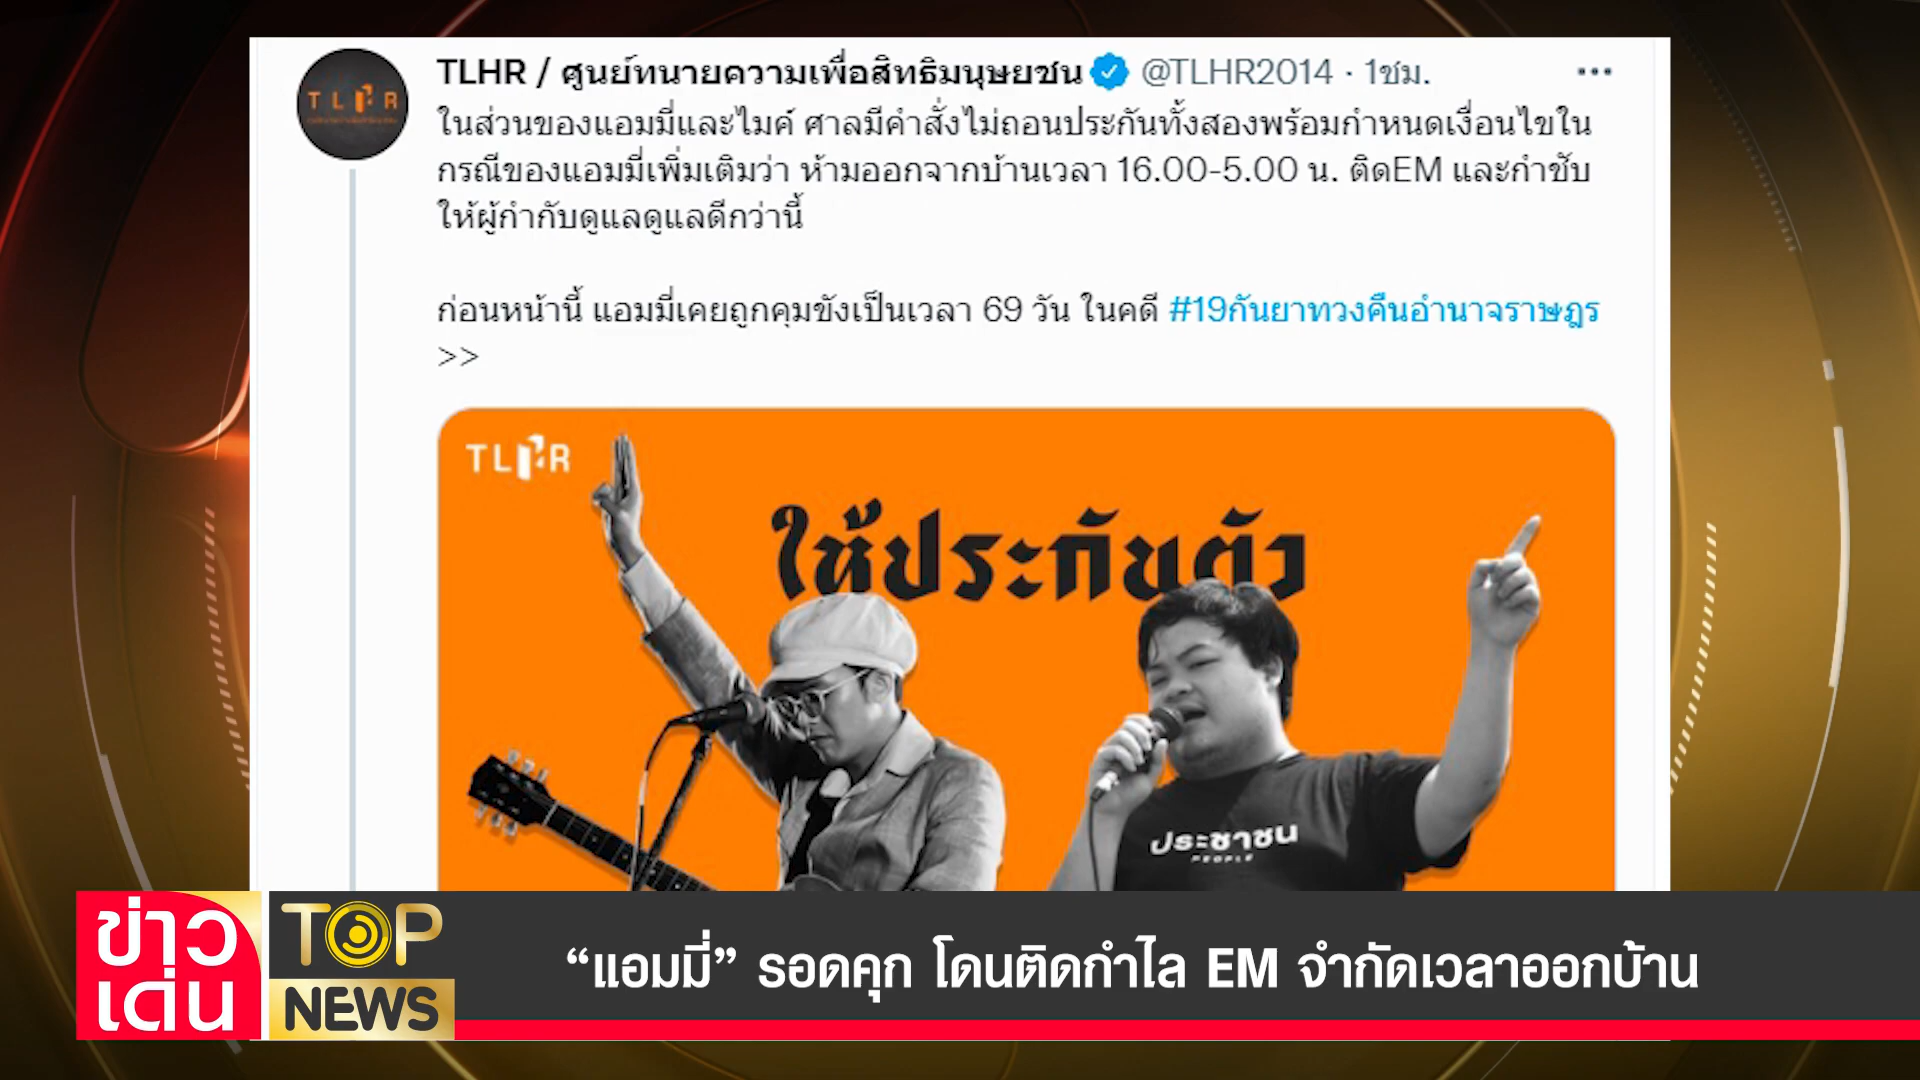 TLHR
TLHR / ศูนย์ทนายความเพื่อสิทธิมนุษยชน @TLHR2014 · 1ชม.
ในส่วนของแอมมี่และไมค์ ศาลมีคำสั่งไม่ถอนประกันทั้งสองพร้อมกำหนดเงื่อนไขใน
กรณีของแอมมี่เพิ่มเติมว่า ห้ามออกจากบ้านเวลา 16.00-5.00 น. ติดEM และกำชับ
ให้ผู้กำกับดูแลดูแลดีกว่านี้
ก่อนหน้านี้ แอมมี่เคยถูกคุมขังเป็นเวลา 69 วัน ในคดี #19กันยาทวงคืนอำนาจราษฎร
>>
TLHR
ให้ประกันตัว
ประชาชน
PEOPLE
ข่าว
เด่น
TOP
NEWS
“แอมมี่” รอดคุก โดนติดกำไล EM จำกัดเวลาออกบ้าน